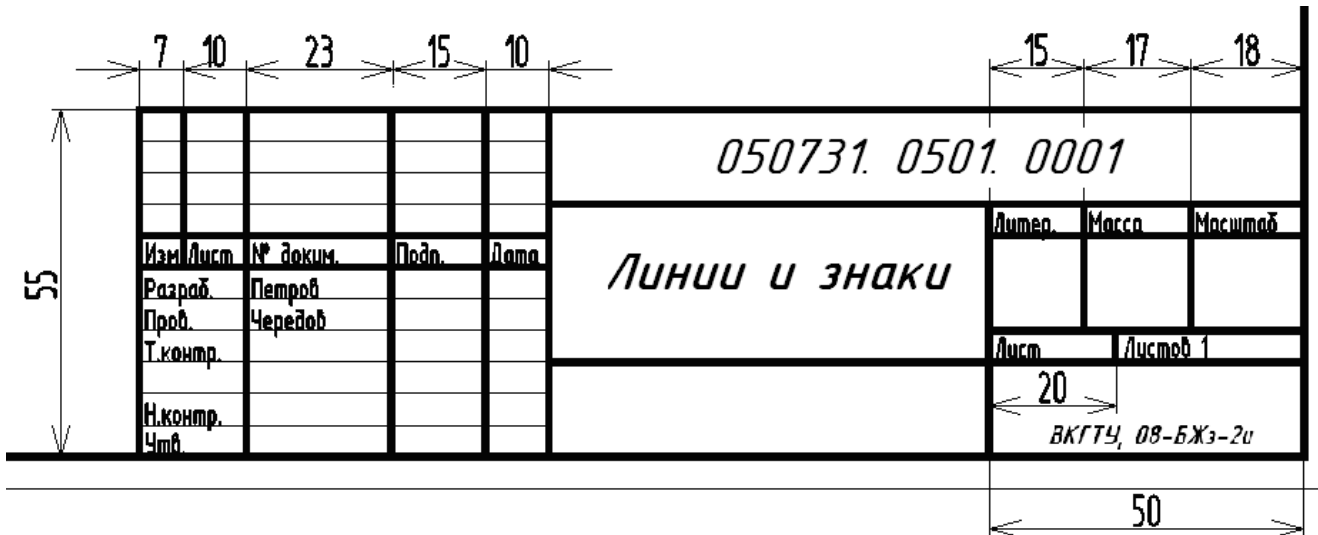 7 10 23 15 10 15 17 18
55
050731. 0501. 0001
Литер. Масса Масштаб
Изм Лист № доким. Подп. Дата
Линии и знаки
Разраб. Петров
Пров. Чередов
Т.контр.
Лист Листов 1
20
Н.контр.
Утв.
ВКГТУ, 08-БЖз-2и
50